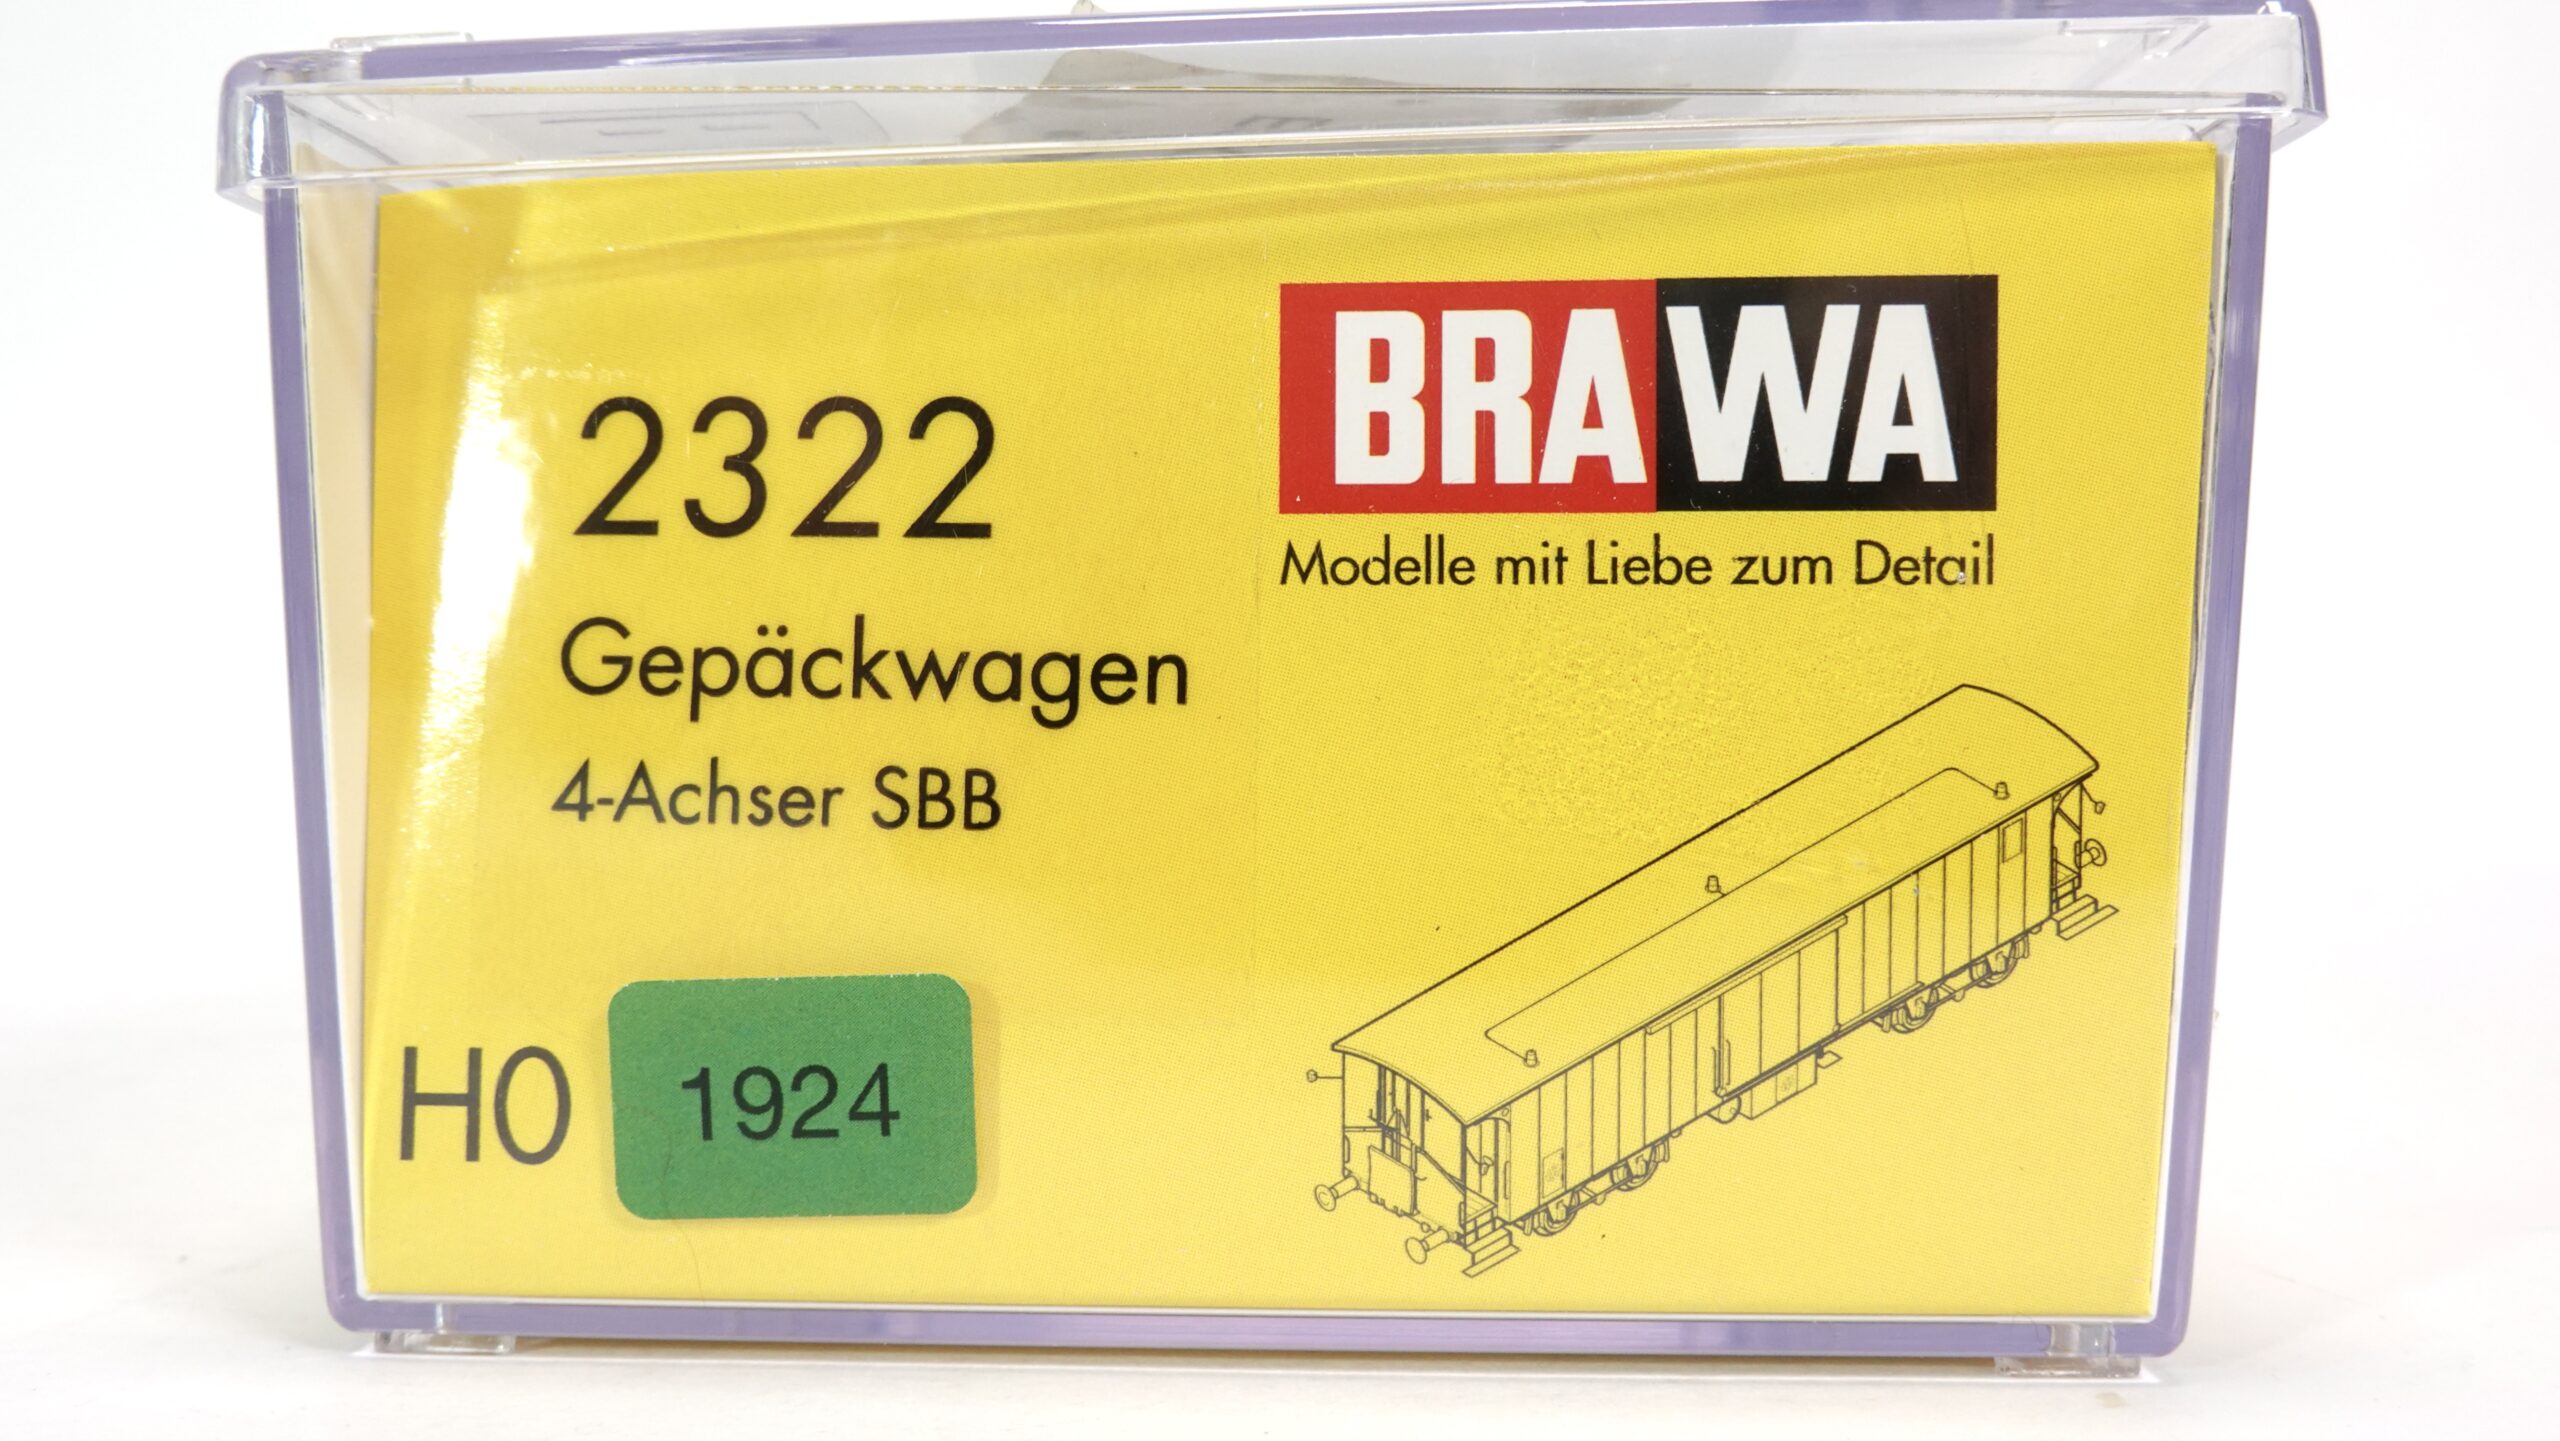 BRAWA
Modelle mit Liebe zum Detail
2322
Gepäckwagen
4-Achser SBB
H0
1924